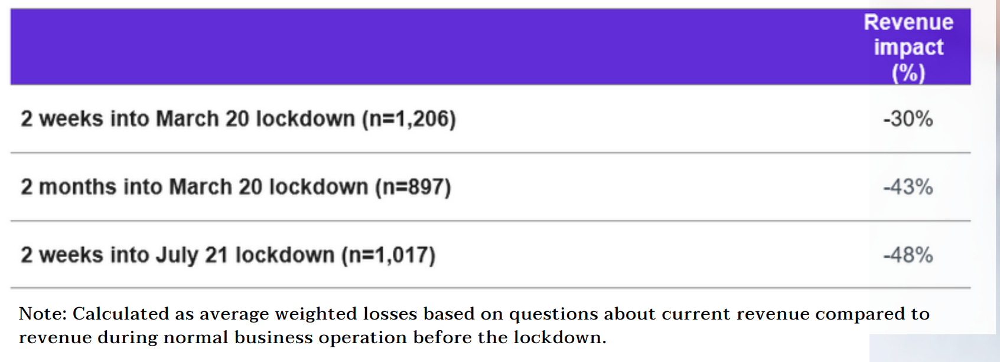 Revenue
impact
(%)
2 weeks into March 20 lockdown (n=1,206) -30%
2 months into March 20 lockdown (n=897) -43%
2 weeks into July 21 lockdown (n=1,017) -48%
Note: Calculated as average weighted losses based on questions about current revenue compared to
revenue during normal business operation before the lockdown.